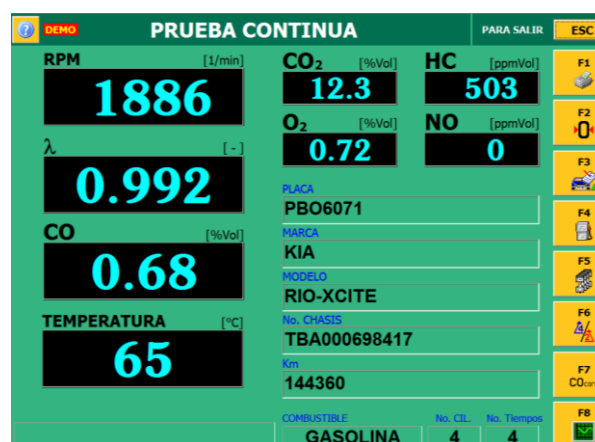 DEMO PRUEBA CONTINUA PARA SALIR ESC
RPM [1/min]
1886
λ [-]
0.992
CO [%Vol]
0.68
TEMPERATURA [°C]
65
CO₂ [%Vol] HC [ppmVol]
12.3 503
O₂ [%Vol] NO [ppmVol]
0.72 0
PLACA
PBO6071
MARCA
KIA
MODELO
RIO-XCITE
No. CHASIS
TBA000698417
Km
144360
COMBUSTIBLE No. CIL. No. Tiempos
GASOLINA 4 4
F1
F2
0
F3
F4
F5
F6
F7
F8